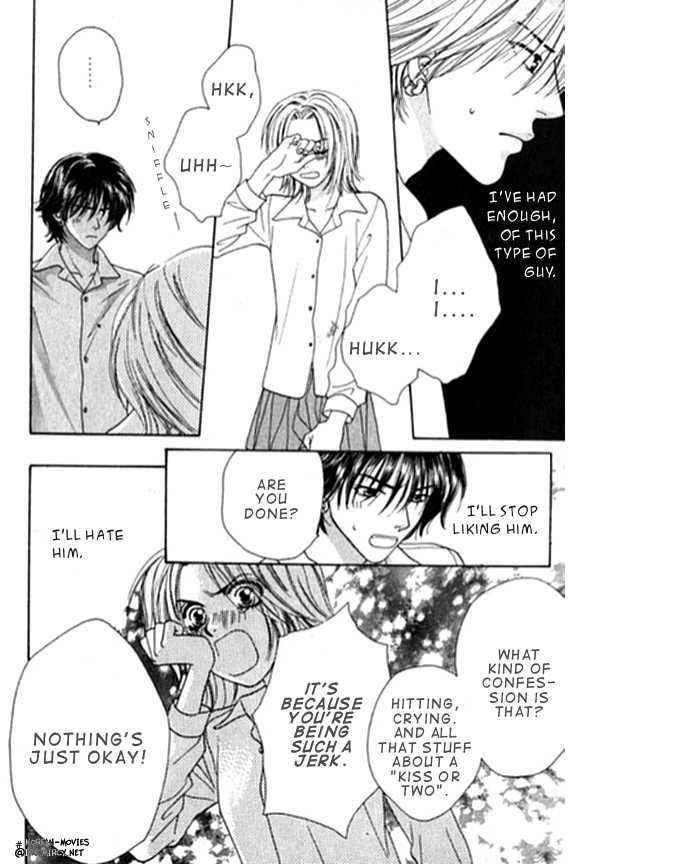 I'VE HAD
ENOUGH,
OF THIS
TYPE OF
GUY.
I...
I....
HUKK...
HKK,
UHH~
SNIFFLE
......
I'LL STOP
LIKING HIM.
ARE
YOU
DONE?
I'LL HATE
HIM.
WHAT
KIND OF
CONFES-
SION IS
THAT?
HITTING,
CRYING.
AND ALL
THAT STUFF
ABOUT A
"KISS OR
TWO".
IT'S
BECAUSE
YOU'RE
BEING
SUCH A
JERK.
NOTHING'S
JUST OKAY!